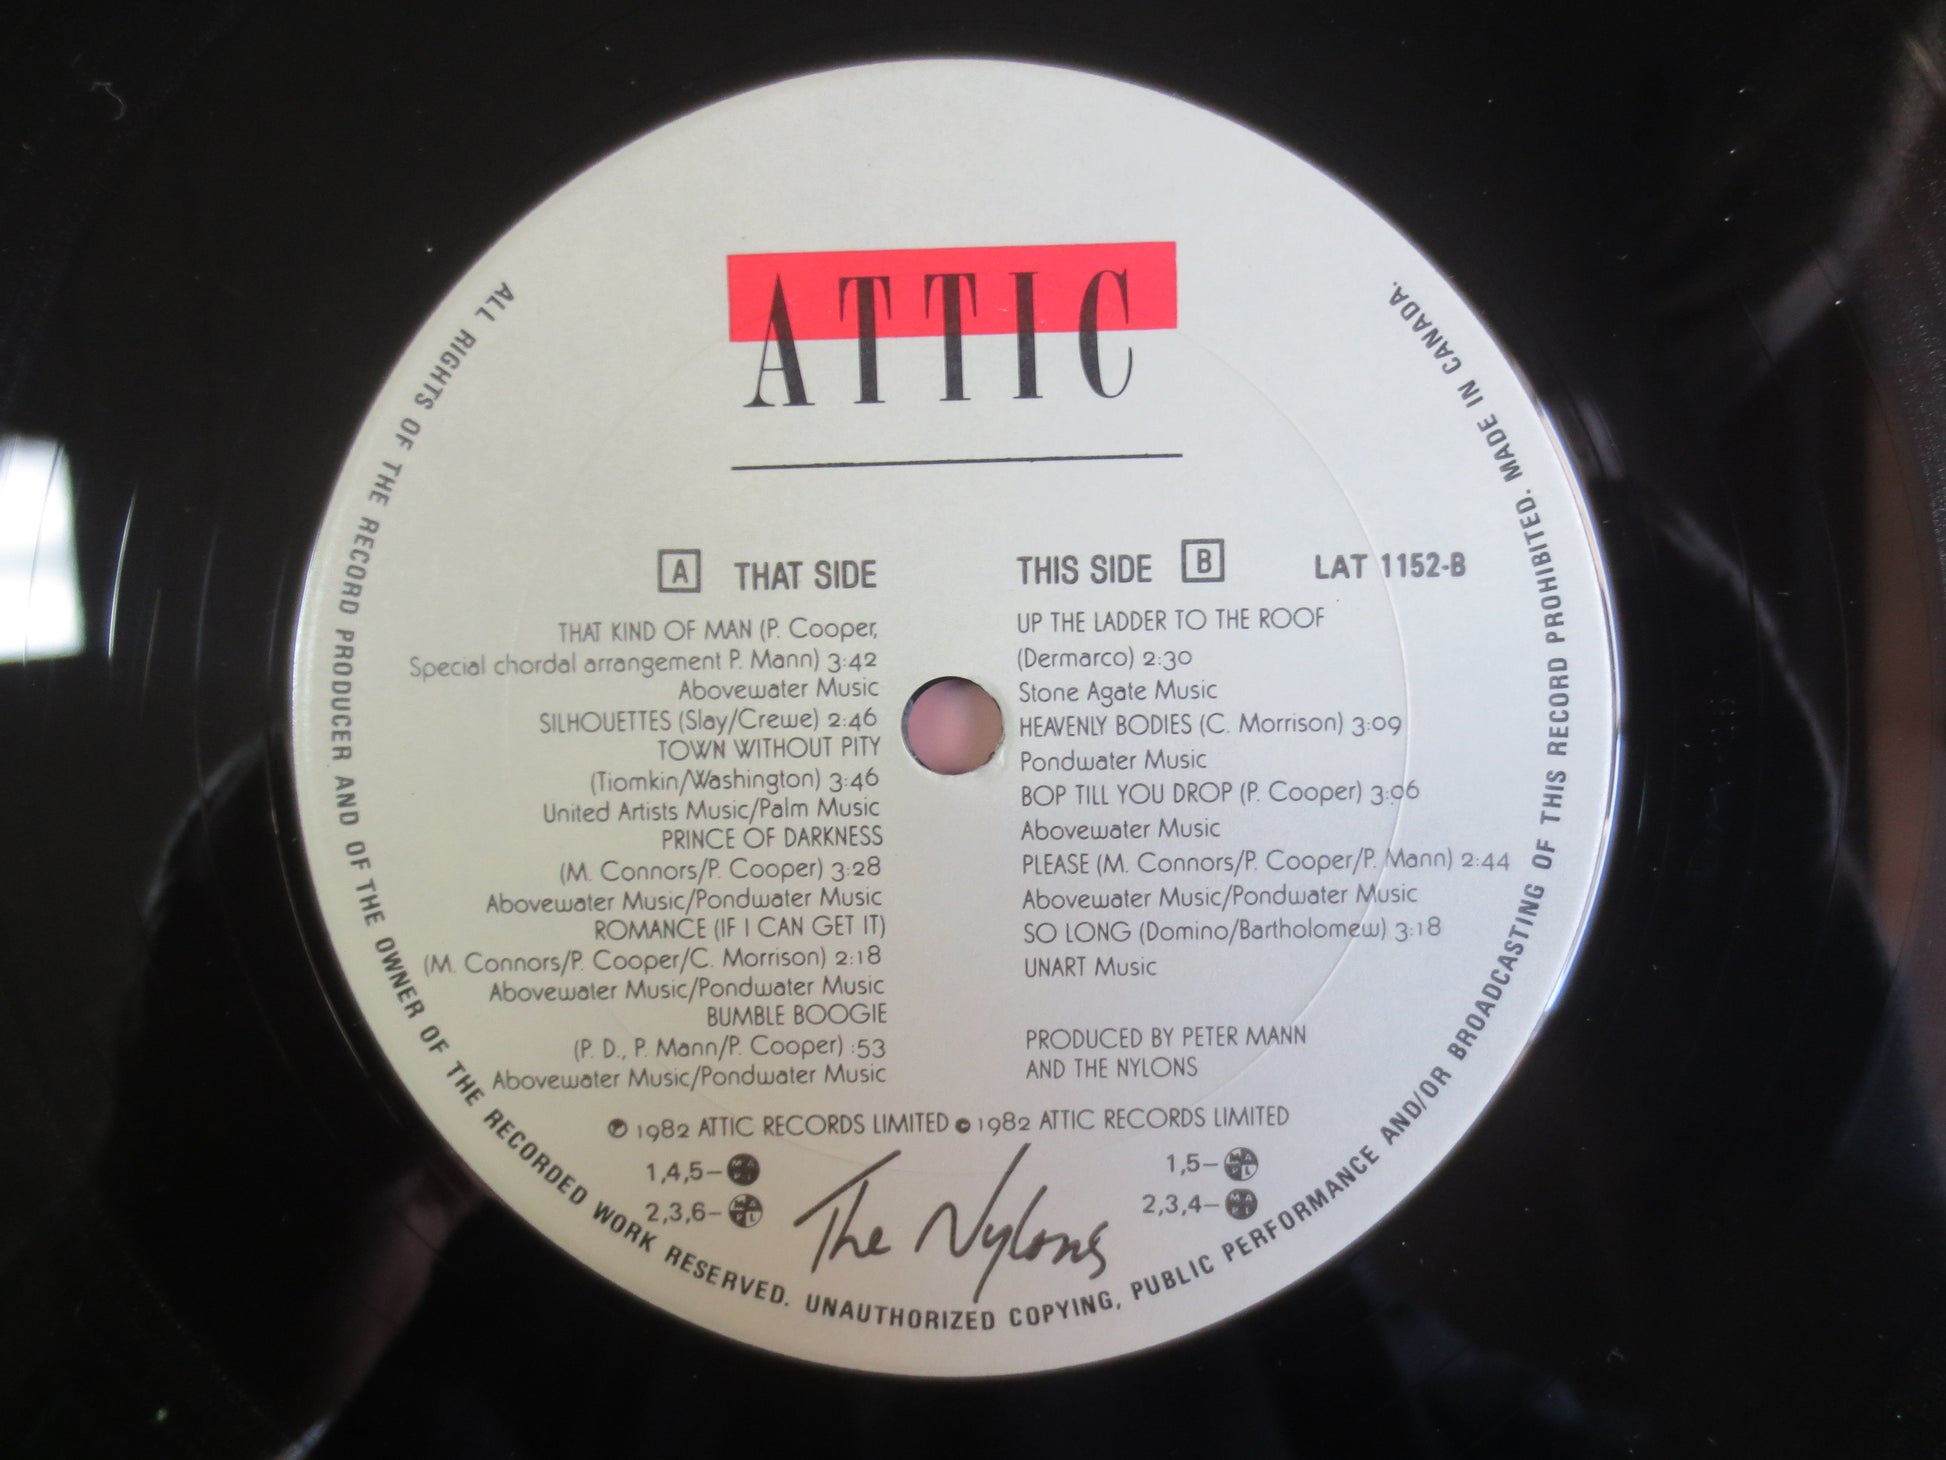 ATTIC
A THAT SIDE
THAT KIND OF MAN (P. Cooper,
Special chordal arrangement P. Mann) 3:42
Abovewater Music
SILHOUETTES (Slay/Crewe) 2:46
TOWN WITHOUT PITY
(Tiomkin/Washington) 3:46
United Artists Music/Palm Music
PRINCE OF DARKNESS
(M. Connors/P. Cooper) 3:28
Abovewater Music/Pondwater Music
ROMANCE (IF I CAN GET IT)
(M. Connors/P. Cooper/C. Morrison) 2:18
Abovewater Music/Pondwater Music
BUMBLE BOOGIE
(P. D., P. Mann/P. Cooper) :53
Abovewater Music/Pondwater Music
THIS SIDE B LAT 1152-B
UP THE LADDER TO THE ROOF
(Dermarco) 2:30
Stone Agate Music
HEAVENLY BODIES (C. Morrison) 3:09
Pondwater Music
BOP TILL YOU DROP (P. Cooper) 3:06
Abovewater Music
PLEASE (M. Connors/P. Cooper/P. Mann) 2:44
Abovewater Music/Pondwater Music
SO LONG (Domino/Bartholomew) 3:18
UNART Music
PRODUCED BY PETER MANN
AND THE NYLONS
℗ 1982 ATTIC RECORDS LIMITED © 1982 ATTIC RECORDS LIMITED
1,4,5– MAPL
2,3,6– MAPL
The Nylons
1,5– MAPL
2,3,4– MAPL
ALL RIGHTS OF THE RECORD PRODUCER AND OF THE OWNER OF THE RECORDED WORK RESERVED. UNAUTHORIZED COPYING, PUBLIC PERFORMANCE AND/OR BROADCASTING OF THIS RECORD PROHIBITED. MADE IN CANADA.